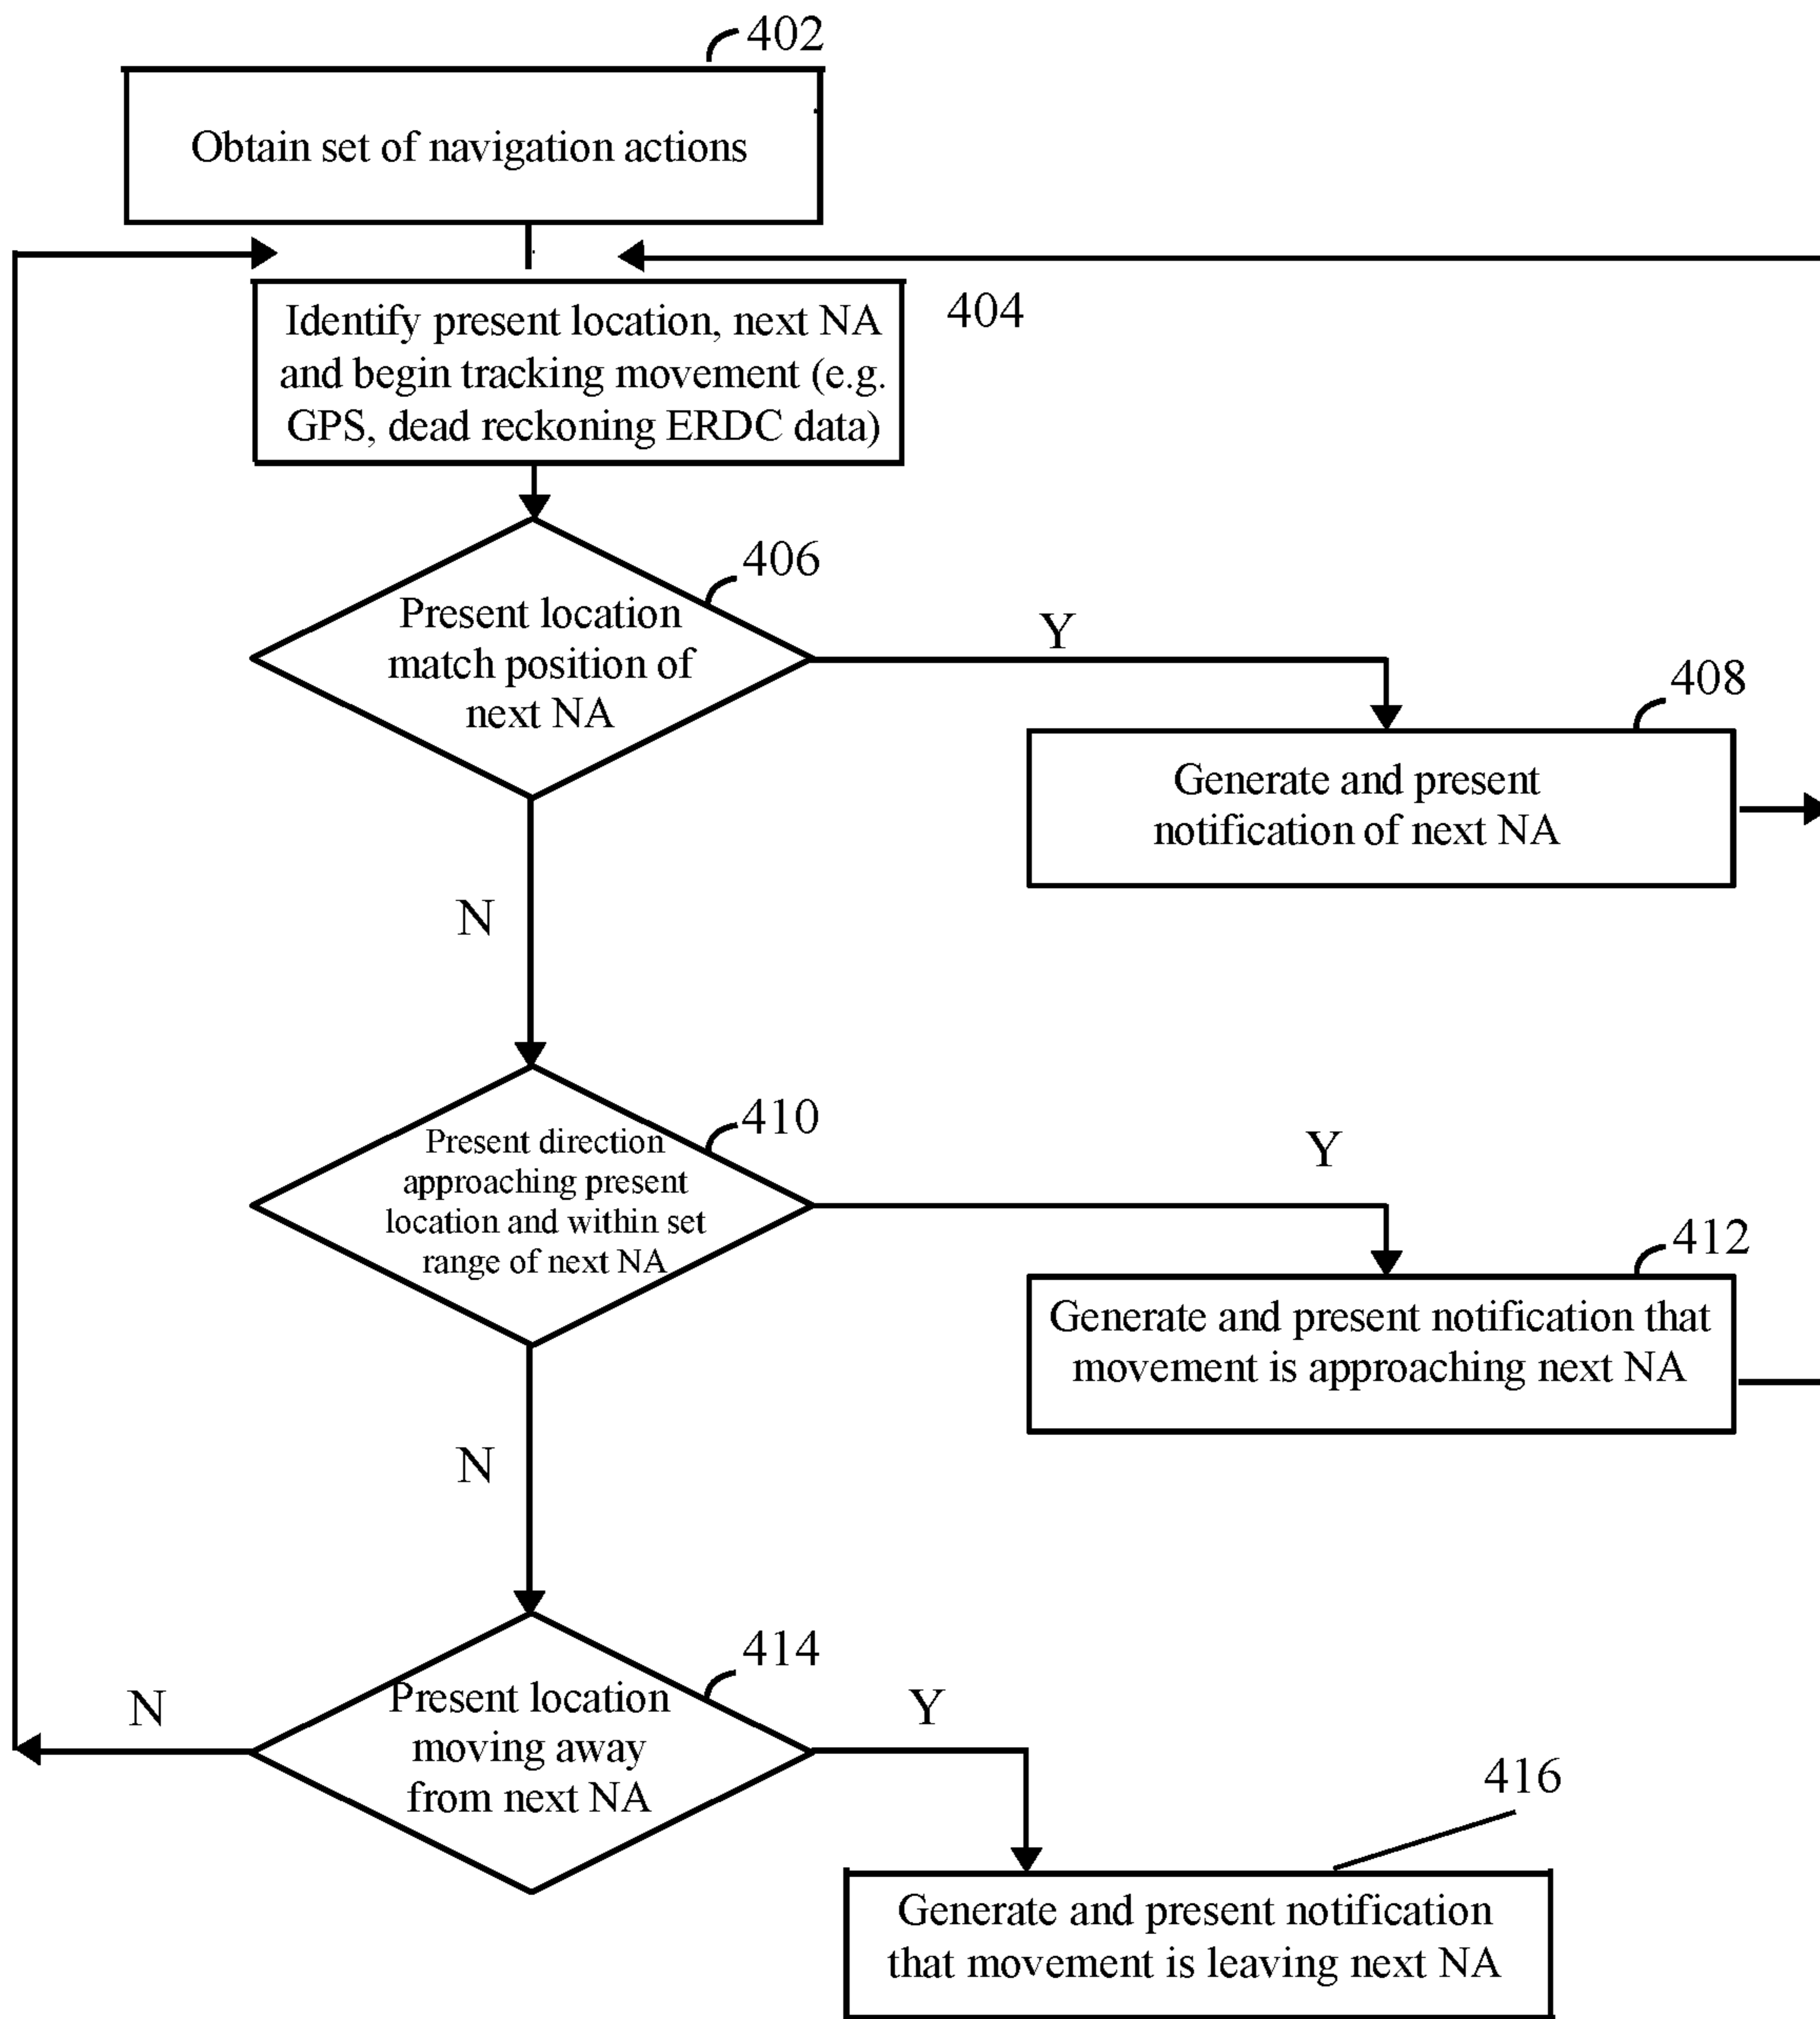 402
Obtain set of navigation actions
404
Identify present location, next NA
and begin tracking movement (e.g.
GPS, dead reckoning ERDC data)
406
Present location
match position of
next NA
Y
408
Generate and present
notification of next NA
N
410
Present direction
approaching present
location and within set
range of next NA
Y
412
Generate and present notification that
movement is approaching next NA
N
414
Present location
moving away
from next NA
N
Y
416
Generate and present notification
that movement is leaving next NA